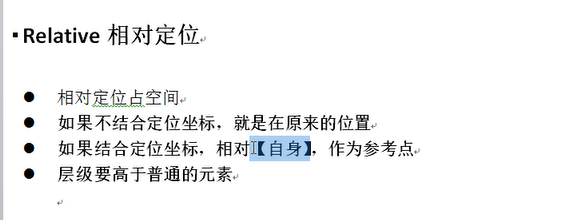 Relative 相对定位
相对定位占空间
如果不结合定位坐标，就是在原来的位置
如果结合定位坐标，相对【自身】，作为参考点
层级要高于普通的元素